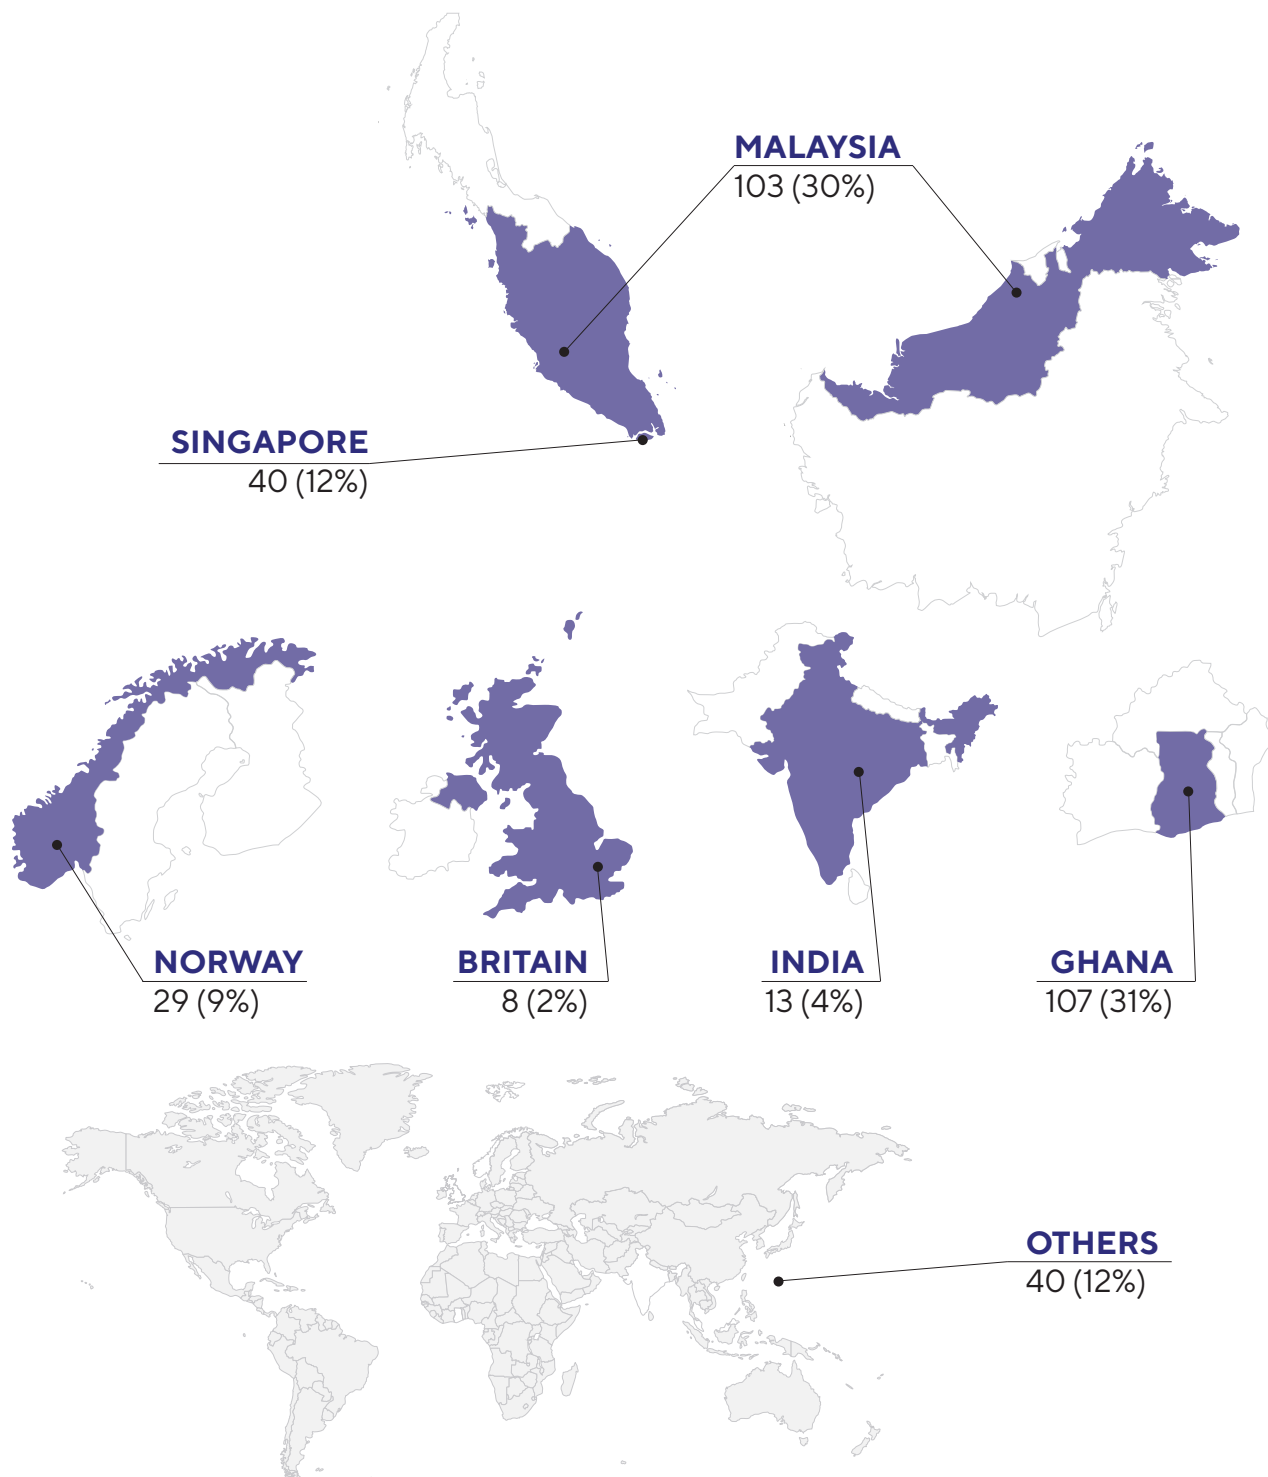 MALAYSIA
103 (30%)
SINGAPORE
40 (12%)
NORWAY
29 (9%)
BRITAIN
8 (2%)
INDIA
13 (4%)
GHANA
107 (31%)
OTHERS
40 (12%)